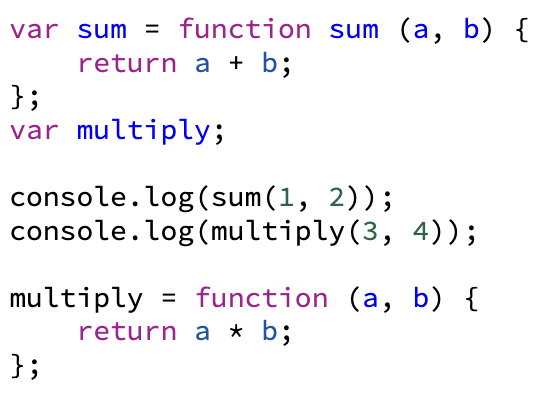 var sum = function sum (a, b) {
    return a + b;
};
var multiply;

console.log(sum(1, 2));
console.log(multiply(3, 4));

multiply = function (a, b) {
    return a * b;
};